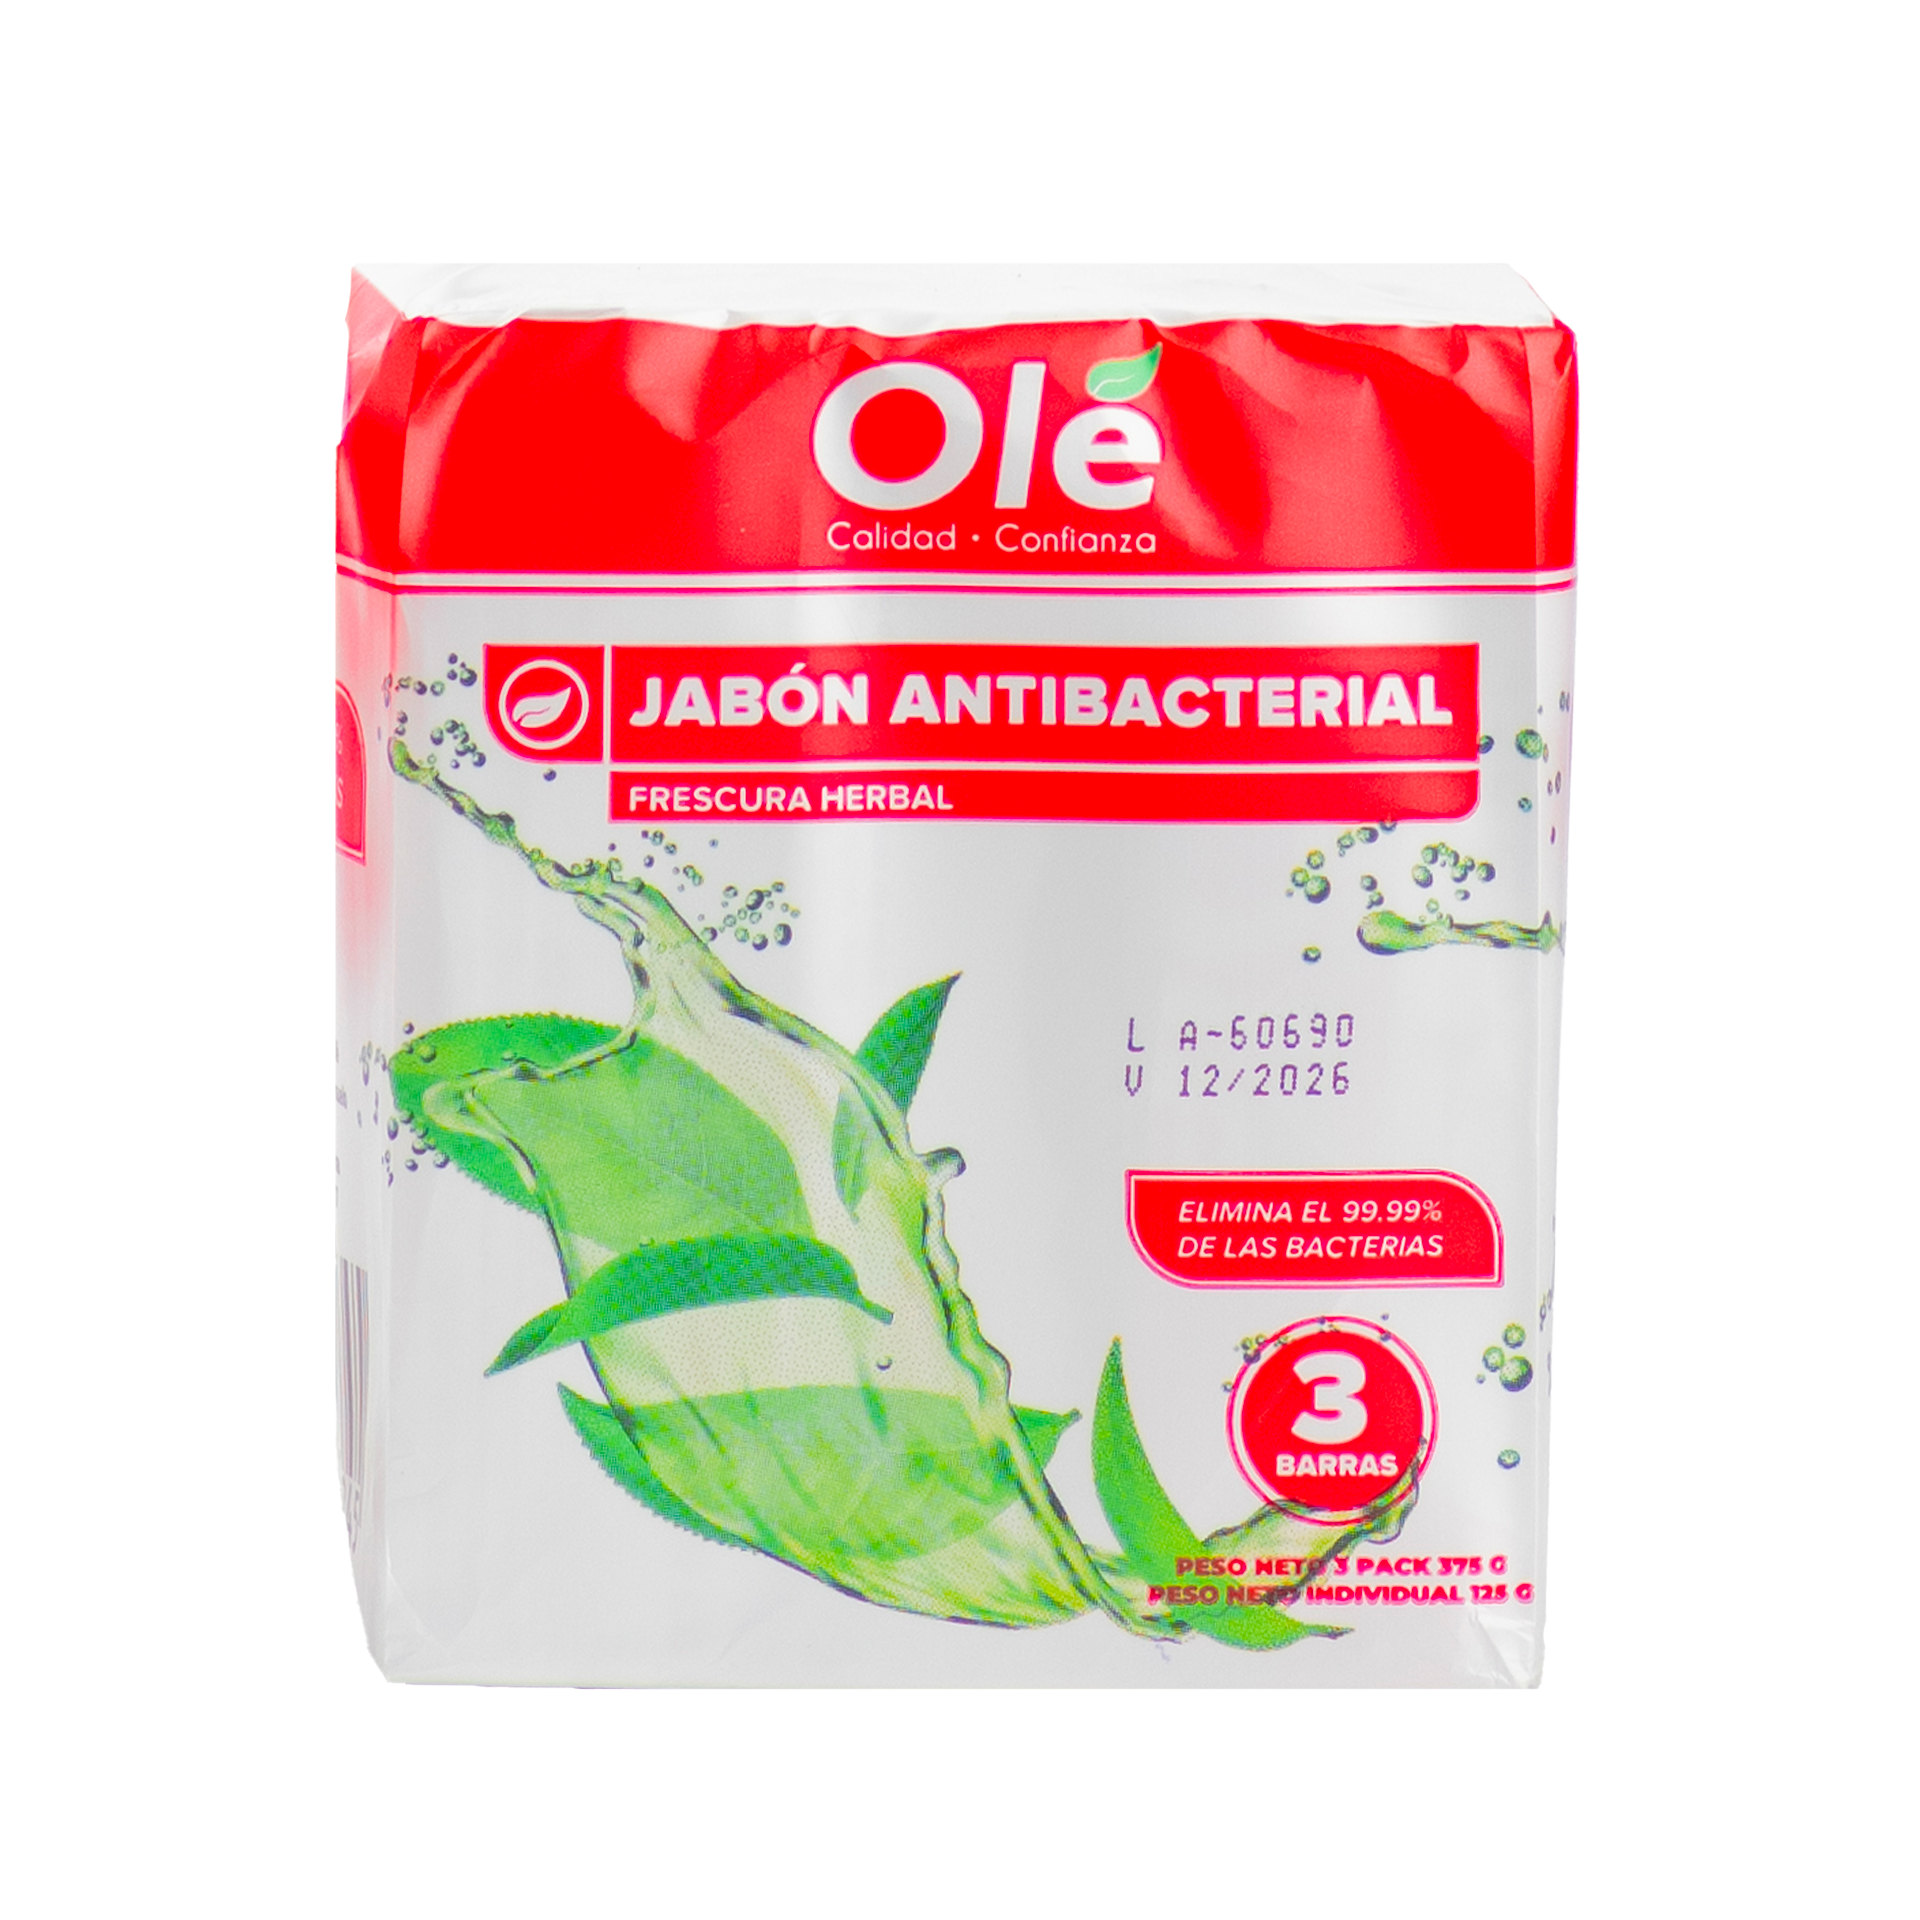 Olé
Calidad • Confianza
JABÓN ANTIBACTERIAL
FRESCURA HERBAL
L A-60690
V 12/2026
ELIMINA EL 99.99%
DE LAS BACTERIAS
3
BARRAS
PESO NETO 3 PACK 375 G
PESO NETO INDIVIDUAL 125 G